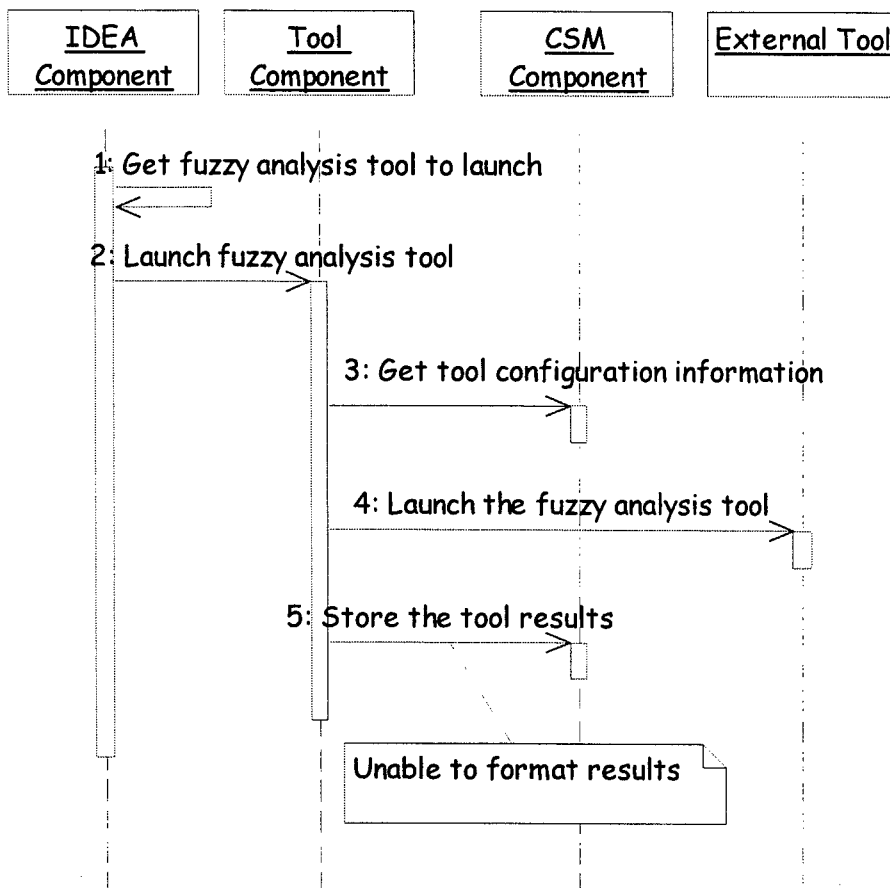 IDEA
Component
Tool
Component
CSM
Component
External Tool
1: Get fuzzy analysis tool to launch
2: Launch fuzzy analysis tool
3: Get tool configuration information
4: Launch the fuzzy analysis tool
5: Store the tool results
Unable to format results